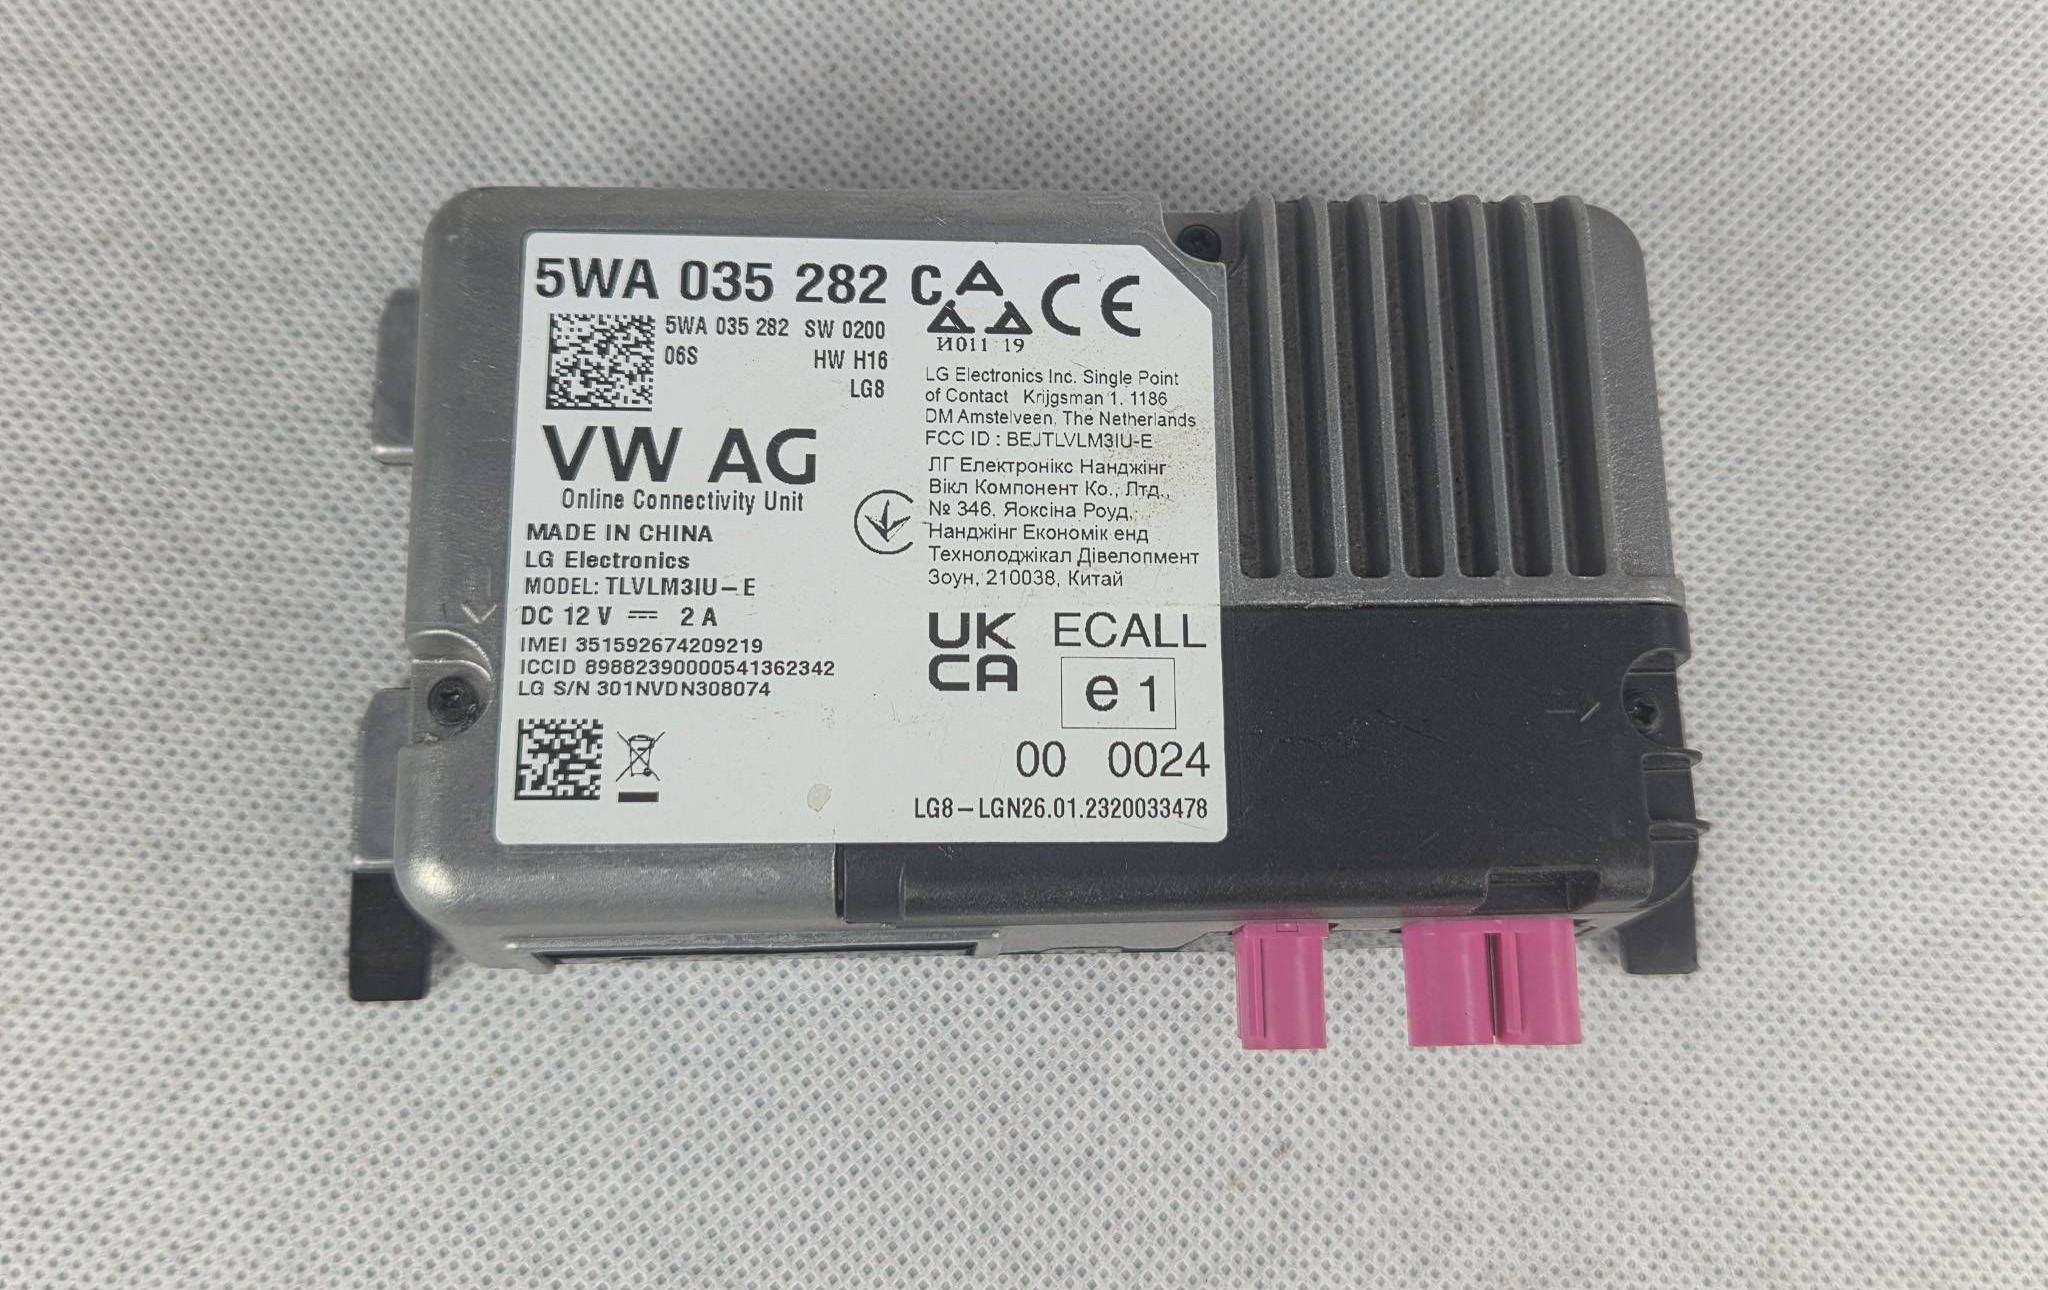 5WA 035 282
5WA 035 282 SW 0200
06S HW H16
LG8
VW AG
Online Connectivity Unit
MADE IN CHINA
LG Electronics
MODEL: TLVLM3IU-E
DC 12 V ⎓ 2 A
IMEI 351592674209219
ICCID 89882390000541362342
LG S/N 301NVDN308074
CE
И011 19
LG Electronics Inc. Single Point
of Contact Krijgsman 1, 1186
DM Amstelveen, The Netherlands
FCC ID : BEJTLVLM3IU-E
ЛГ Електронікс Нанджінг
Вікл Компонент Ко., Лтд.,
№ 346, Яоксіна Роуд,
Нанджінг Економік енд
Технолоджікал Дівелопмент
Зоун, 210038, Китай
UK
CA
ECALL
e 1
00 0024
LG8-LGN26.01.2320033478